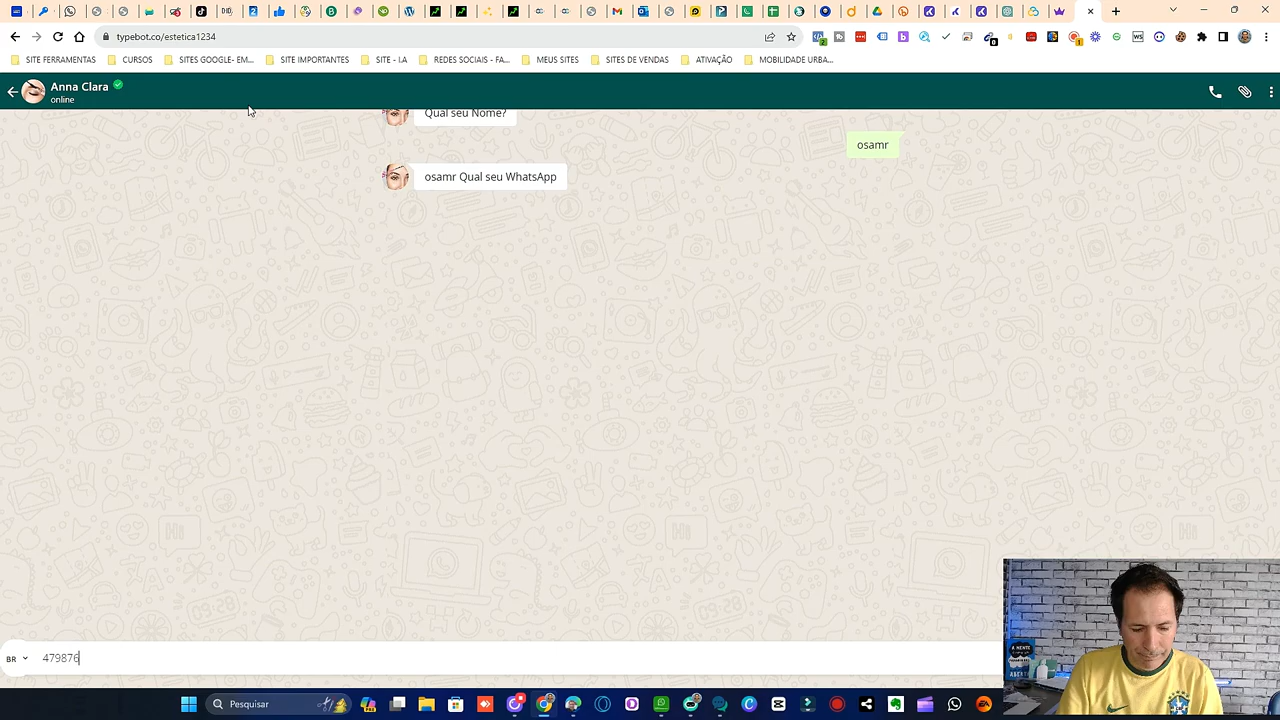 typebot.co/estetica1234
SITE FERRAMENTAS
CURSOS
SITES GOOGLE- EM...
SITE IMPORTANTES
SITE - I.A
REDES SOCIAIS - FA...
MEUS SITES
SITES DE VENDAS
ATIVAÇÃO
MOBILIDADE URBA...
Anna Clara
online
Qual seu Nome?
osamr
osamr Qual seu WhatsApp
BR
479876
A MENTE
Pesquisar